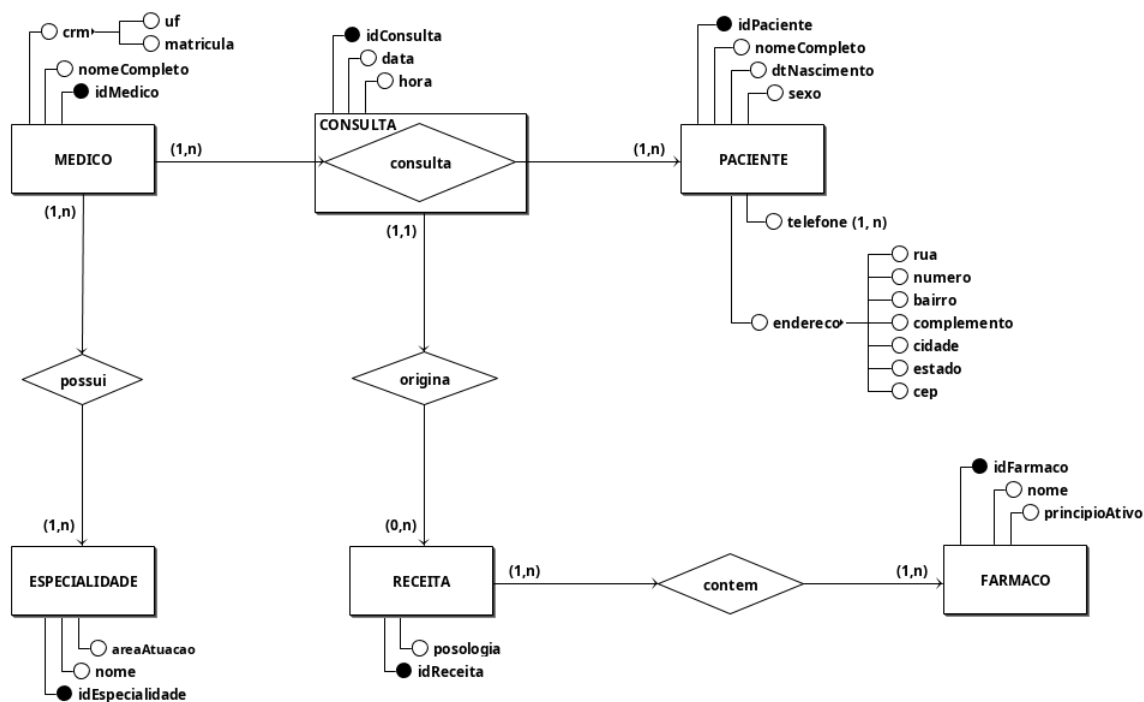 crm
uf
matricula
nomeCompleto
idMedico
MEDICO
(1,n)
idConsulta
data
hora
CONSULTA
consulta
(1,n)
idPaciente
nomeCompleto
dtNascimento
sexo
PACIENTE
(1,n)
(1,1)
telefone (1, n)
rua
numero
bairro
endereco
complemento
cidade
estado
cep
possui
origina
(1,n)
(0,n)
ESPECIALIDADE
areaAtuacao
nome
idEspecialidade
RECEITA
posologia
idReceita
(1,n)
contem
(1,n)
idFarmaco
nome
principioAtivo
FARMACO